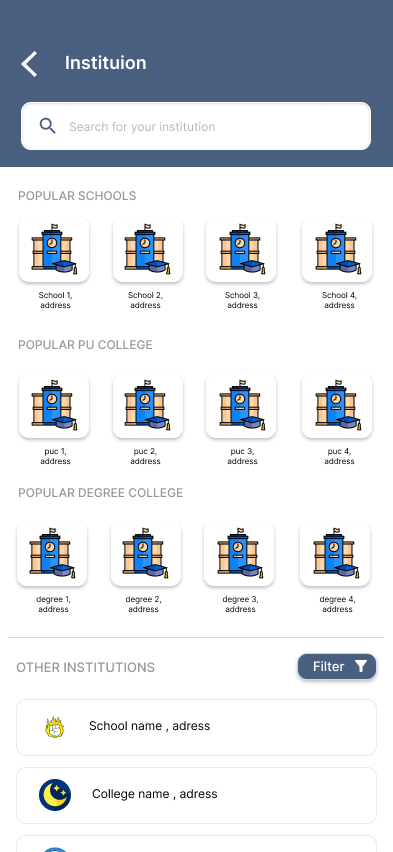 Instituion
Search for your institution
POPULAR SCHOOLS
School 1,
address
School 2,
address
School 3,
address
School 4,
address
POPULAR PU COLLEGE
puc 1,
address
puc 2,
address
puc 3,
address
puc 4,
address
POPULAR DEGREE COLLEGE
degree 1,
address
degree 2,
address
degree 3,
address
degree 4,
address
OTHER INSTITUTIONS
Filter
School name , adress
College name , adress